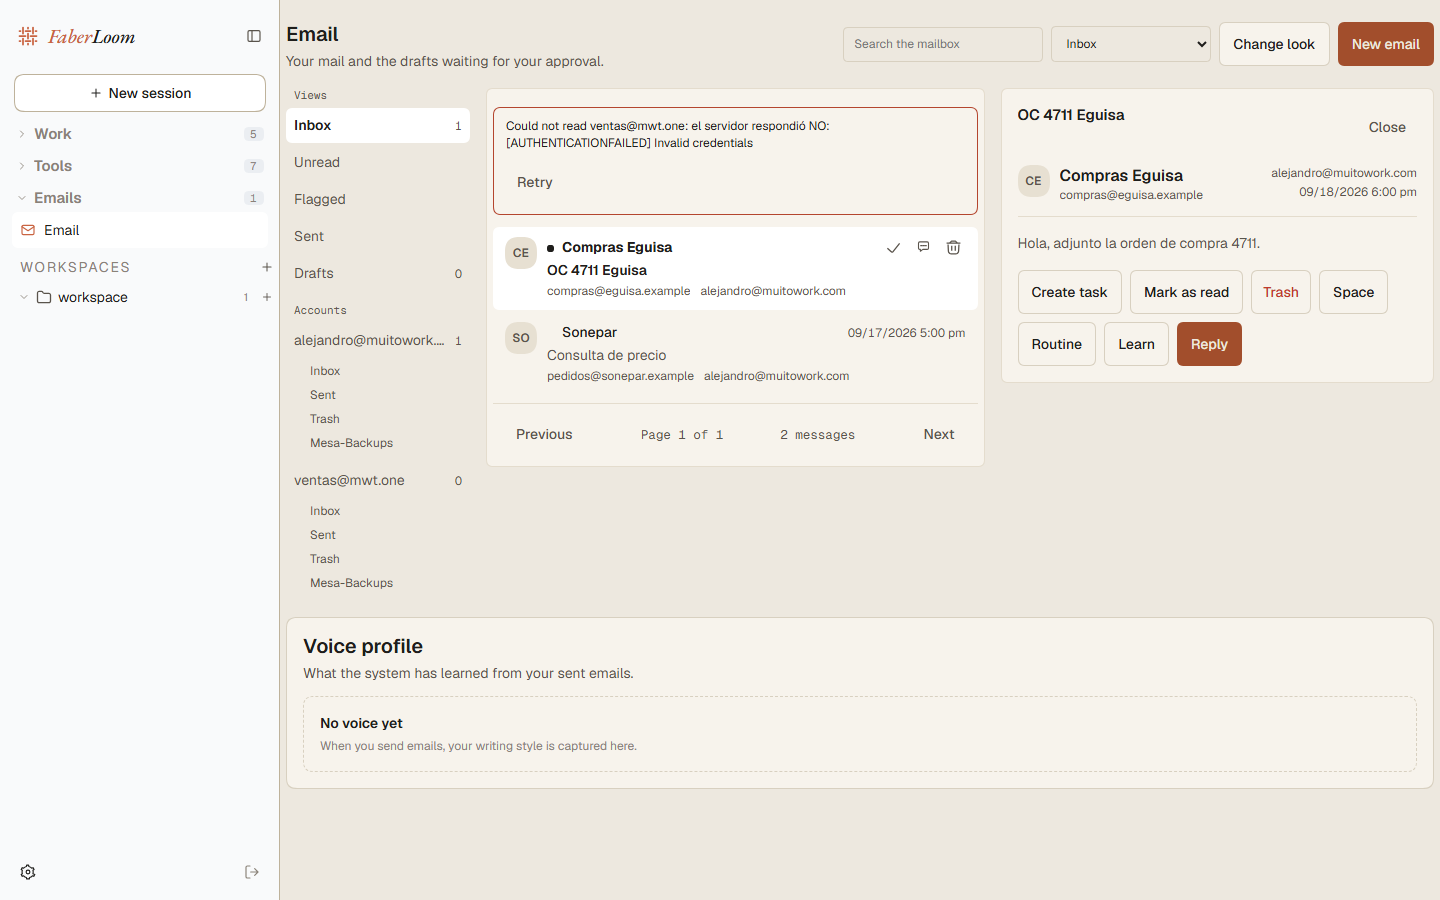 FaberLoom
+ New session
Work 5
Tools 7
Emails 1
Email
WORKSPACES +
workspace 1 +
Email
Your mail and the drafts waiting for your approval.
Search the mailbox
Inbox
Change look
New email
Views
Inbox 1
Unread
Flagged
Sent
Drafts 0
Accounts
alejandro@muitowork.... 1
Inbox
Sent
Trash
Mesa-Backups
ventas@mwt.one 0
Inbox
Sent
Trash
Mesa-Backups
Could not read ventas@mwt.one: el servidor respondió NO:
[AUTHENTICATIONFAILED] Invalid credentials
Retry
CE
Compras Eguisa
OC 4711 Eguisa
compras@eguisa.example alejandro@muitowork.com
SO
Sonepar 09/17/2026 5:00 pm
Consulta de precio
pedidos@sonepar.example alejandro@muitowork.com
Previous Page 1 of 1 2 messages Next
OC 4711 Eguisa
Close
CE
Compras Eguisa alejandro@muitowork.com
compras@eguisa.example 09/18/2026 6:00 pm
Hola, adjunto la orden de compra 4711.
Create task Mark as read Trash Space
Routine Learn Reply
Voice profile
What the system has learned from your sent emails.
No voice yet
When you send emails, your writing style is captured here.